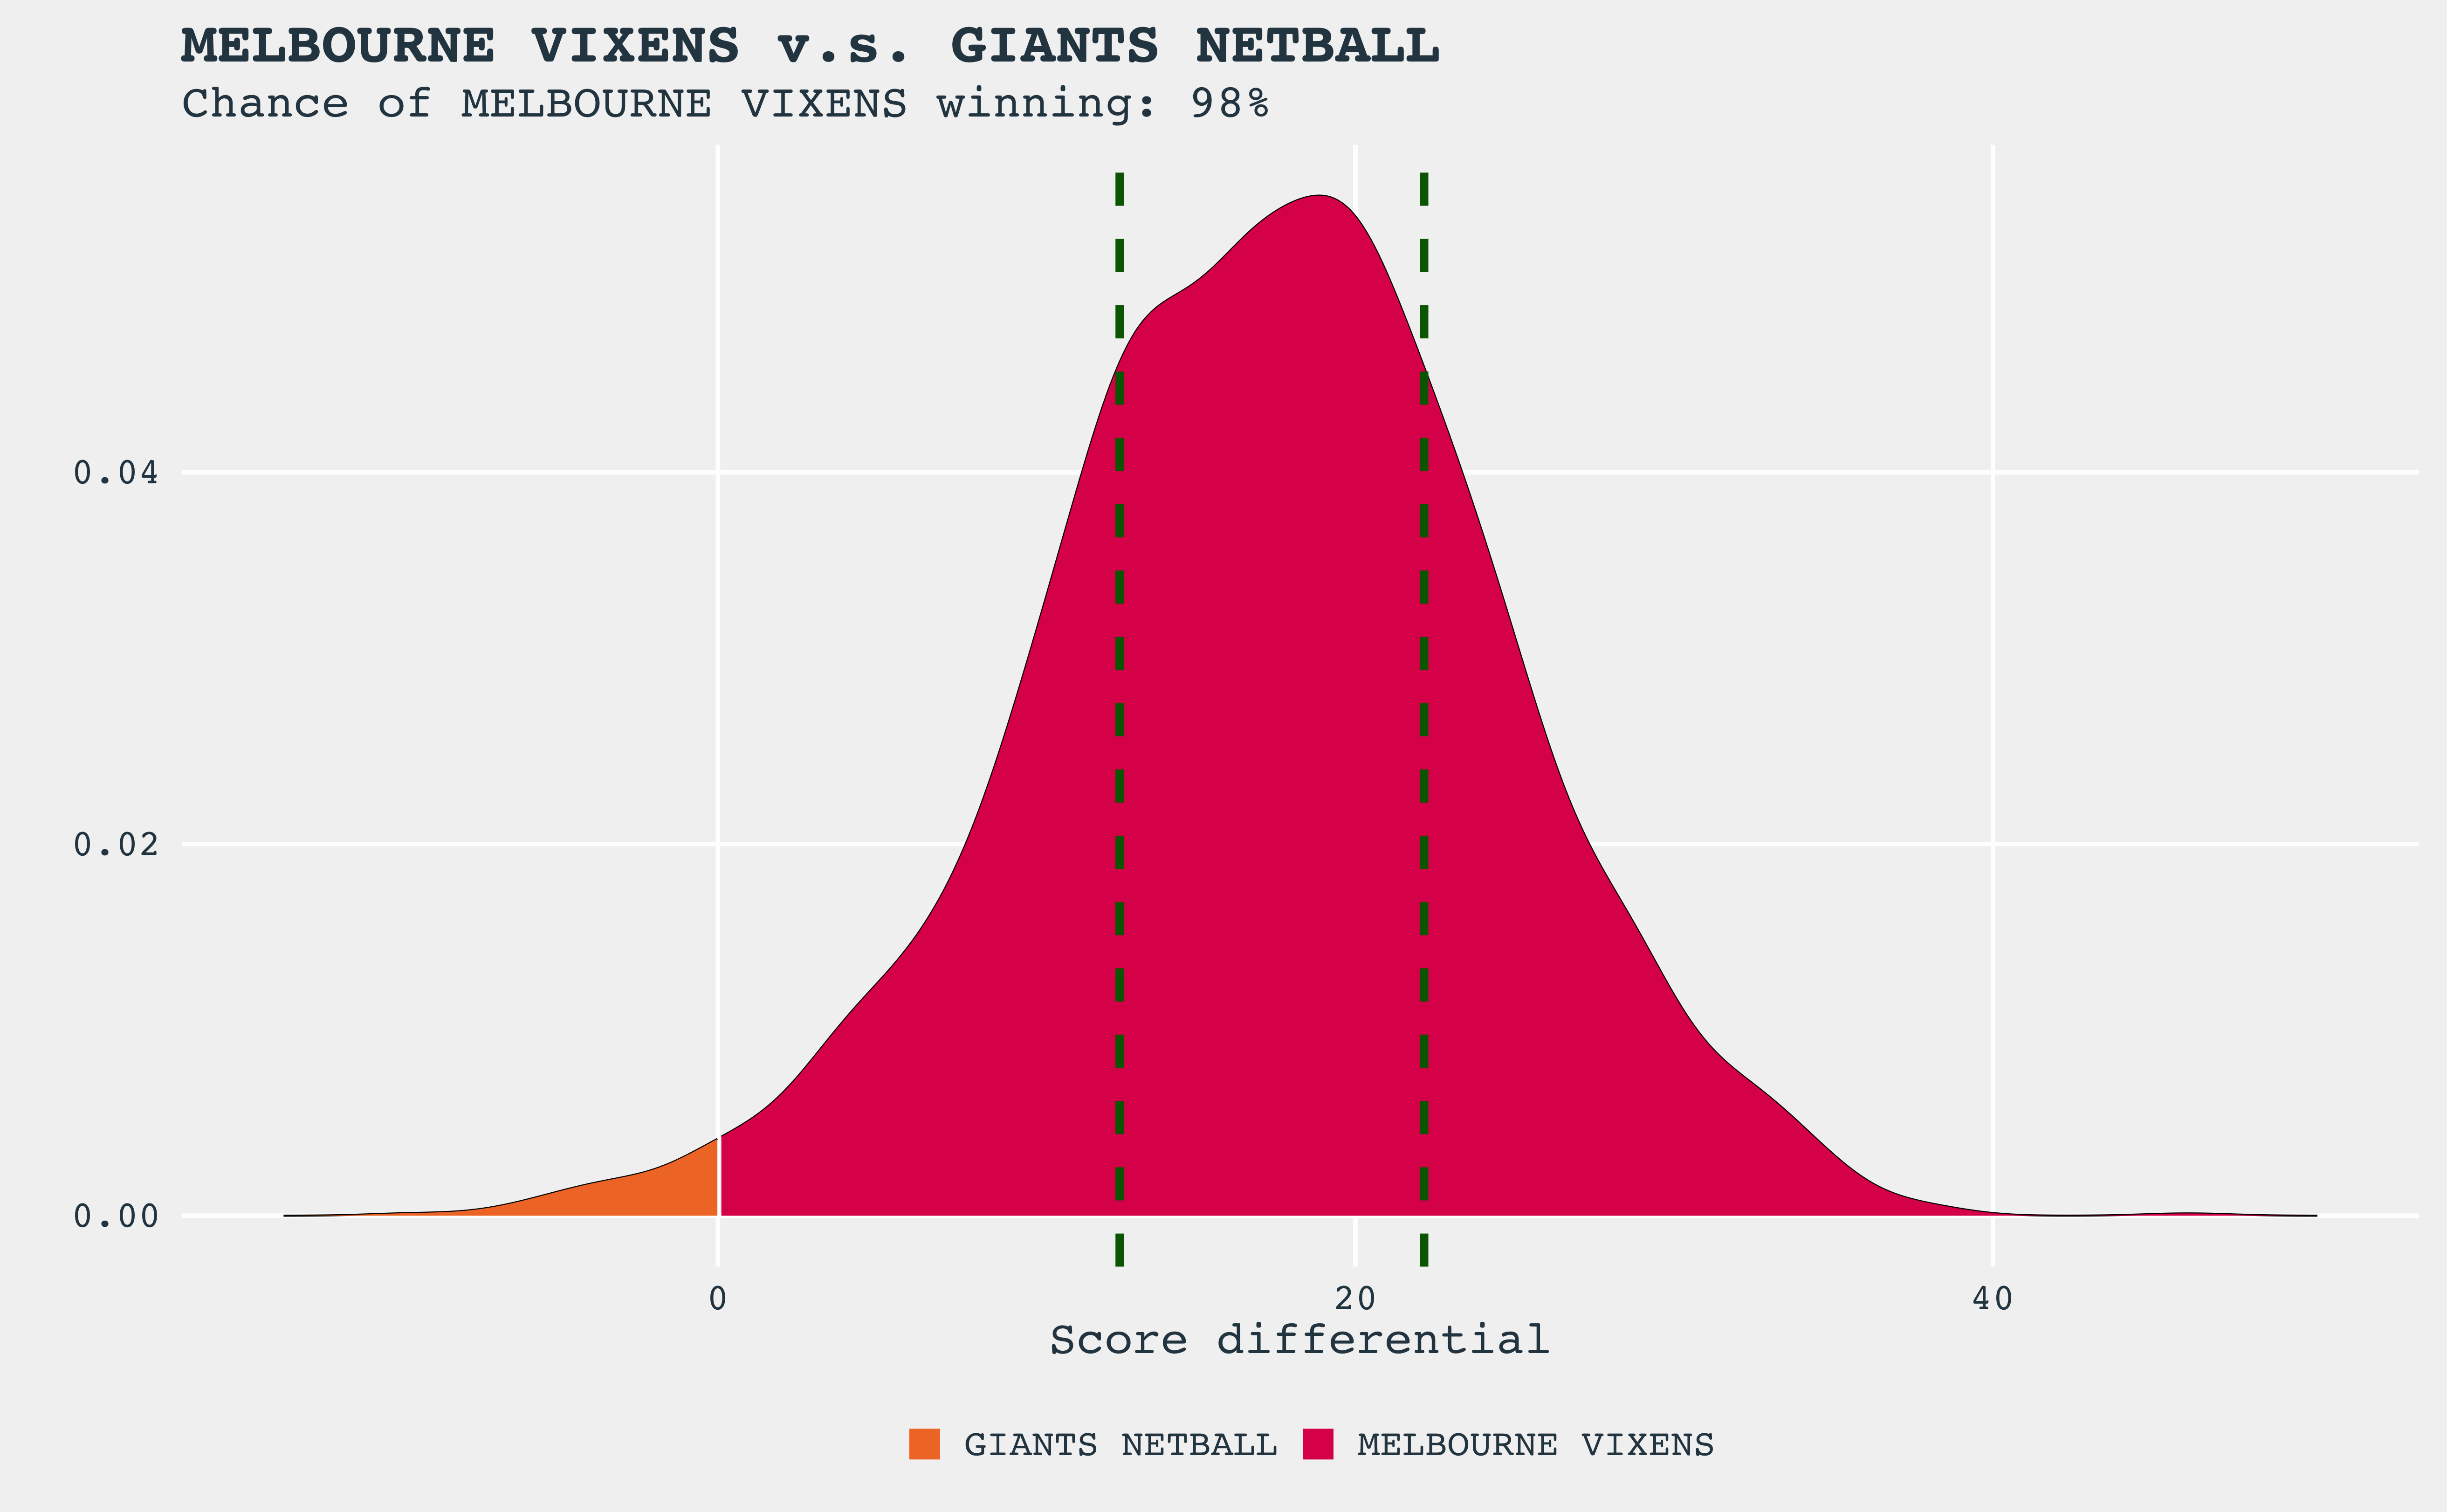 MELBOURNE VIXENS v.s. GIANTS NETBALL
Chance of MELBOURNE VIXENS winning: 98%
0.04
0.02
0.00
0 20 40
Score differential
GIANTS NETBALL MELBOURNE VIXENS